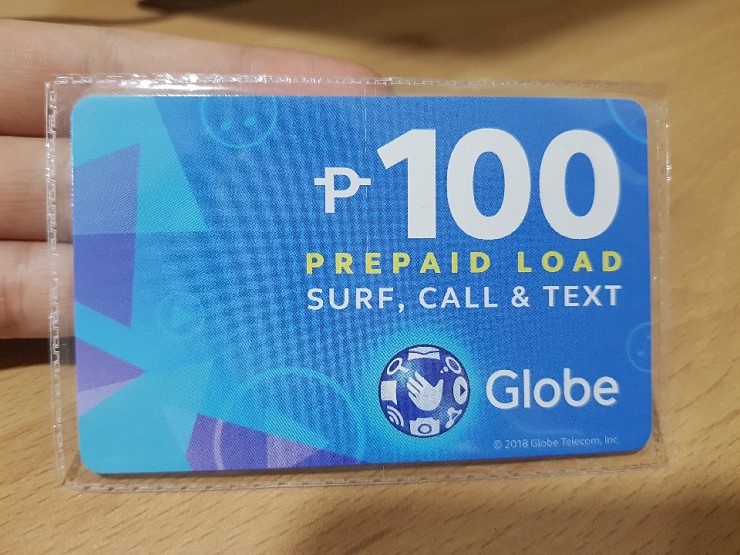 ₱100
PREPAID LOAD
SURF, CALL & TEXT
Globe
© 2018 Globe Telecom, Inc.